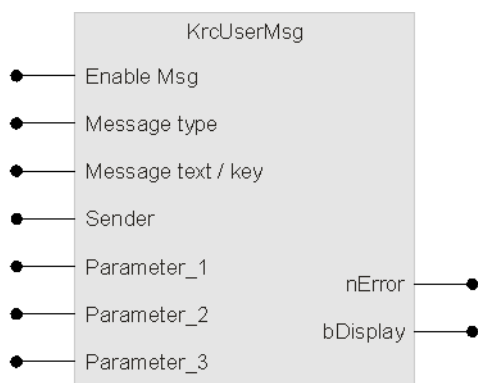 KrcUserMsg
Enable Msg
Message type
Message text / key
Sender
Parameter_1
Parameter_2
Parameter_3
nError
bDisplay